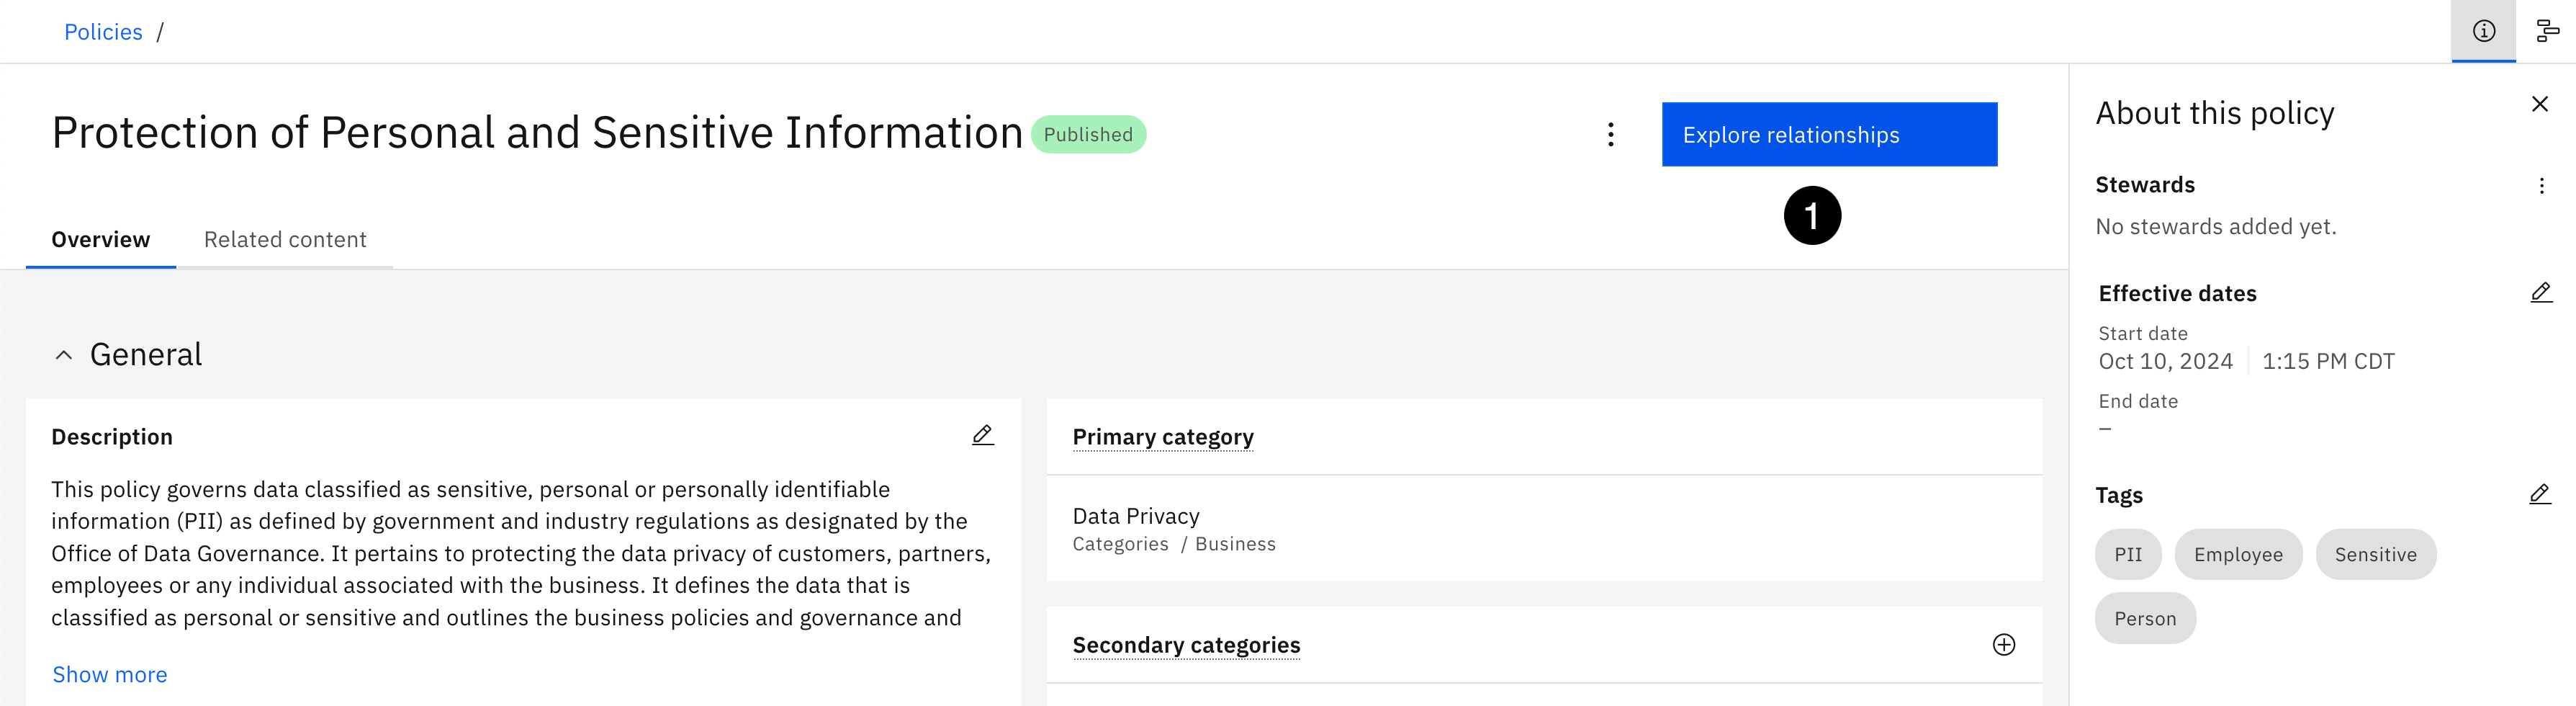 Policies /
Protection of Personal and Sensitive Information
Published
Explore relationships
1
Overview
Related content
General
Description
This policy governs data classified as sensitive, personal or personally identifiable
information (PII) as defined by government and industry regulations as designated by the
Office of Data Governance. It pertains to protecting the data privacy of customers, partners,
employees or any individual associated with the business. It defines the data that is
classified as personal or sensitive and outlines the business policies and governance and
Show more
Primary category
Data Privacy
Categories / Business
Secondary categories
About this policy
Stewards
No stewards added yet.
Effective dates
Start date
Oct 10, 2024 1:15 PM CDT
End date
–
Tags
PII Employee Sensitive
Person